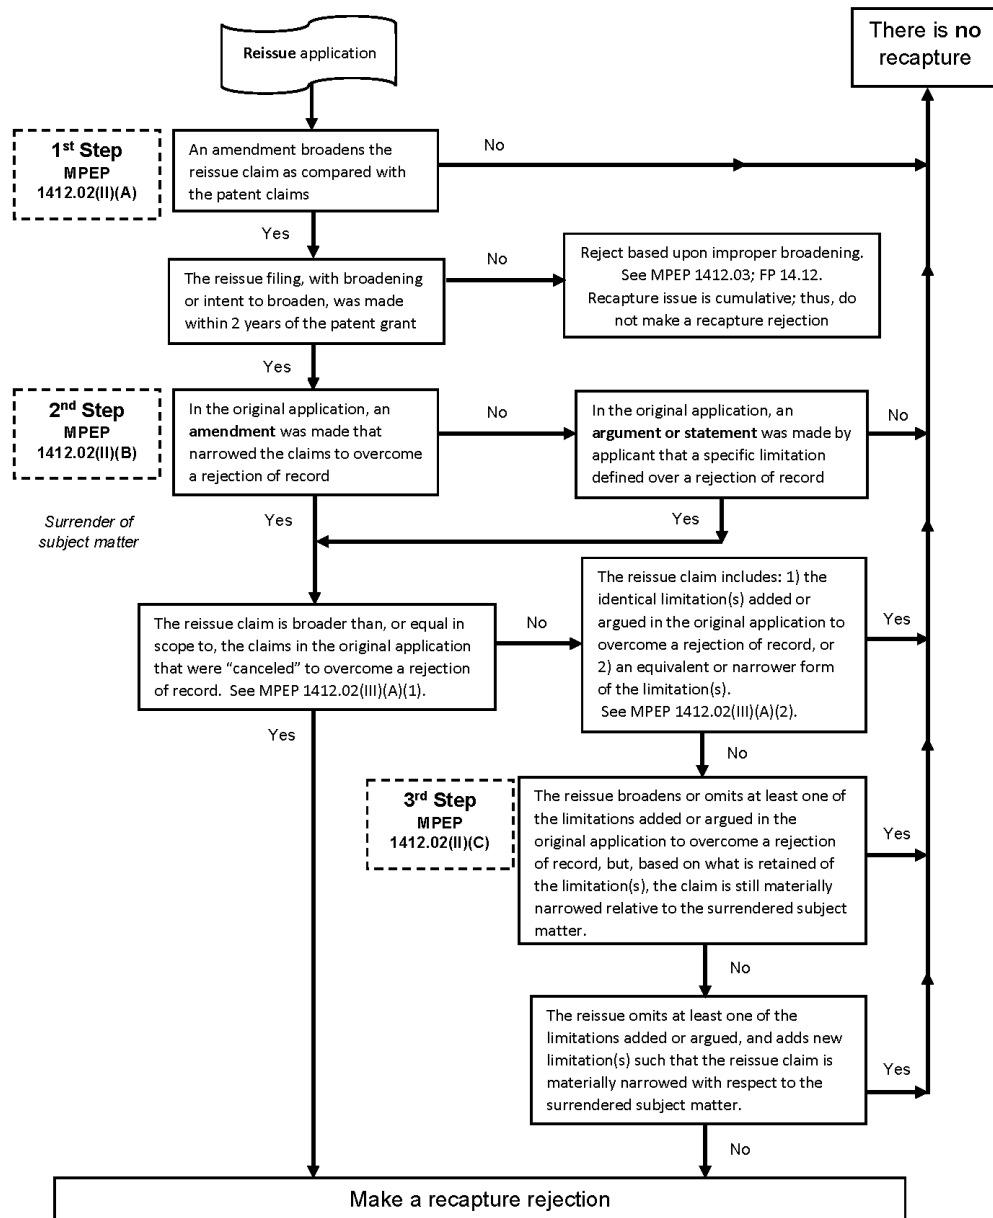 Reissue application
There is no
recapture
1st Step
MPEP
1412.02(II)(A)
An amendment broadens the
reissue claim as compared with
the patent claims
No
Yes
The reissue filing, with broadening
or intent to broaden, was made
within 2 years of the patent grant
No
Reject based upon improper broadening.
See MPEP 1412.03; FP 14.12.
Recapture issue is cumulative; thus, do
not make a recapture rejection
Yes
2nd Step
MPEP
1412.02(II)(B)
In the original application, an
amendment was made that
narrowed the claims to overcome
a rejection of record
No
In the original application, an
argument or statement was made by
applicant that a specific limitation
defined over a rejection of record
No
Surrender of
subject matter
Yes
Yes
The reissue claim is broader than, or equal in
scope to, the claims in the original application
that were “canceled” to overcome a rejection
of record. See MPEP 1412.02(III)(A)(1).
No
The reissue claim includes: 1) the
identical limitation(s) added or
argued in the original application to
overcome a rejection of record, or
2) an equivalent or narrower form
of the limitation(s).
See MPEP 1412.02(III)(A)(2).
Yes
Yes
No
3rd Step
MPEP
1412.02(II)(C)
The reissue broadens or omits at least one of
the limitations added or argued in the
original application to overcome a rejection
of record, but, based on what is retained of
the limitation(s), the claim is still materially
narrowed relative to the surrendered subject
matter.
Yes
No
The reissue omits at least one of the
limitations added or argued, and adds
new limitation(s) such that the reissue claim is
materially narrowed with respect to the
surrendered subject matter.
Yes
No
Make a recapture rejection